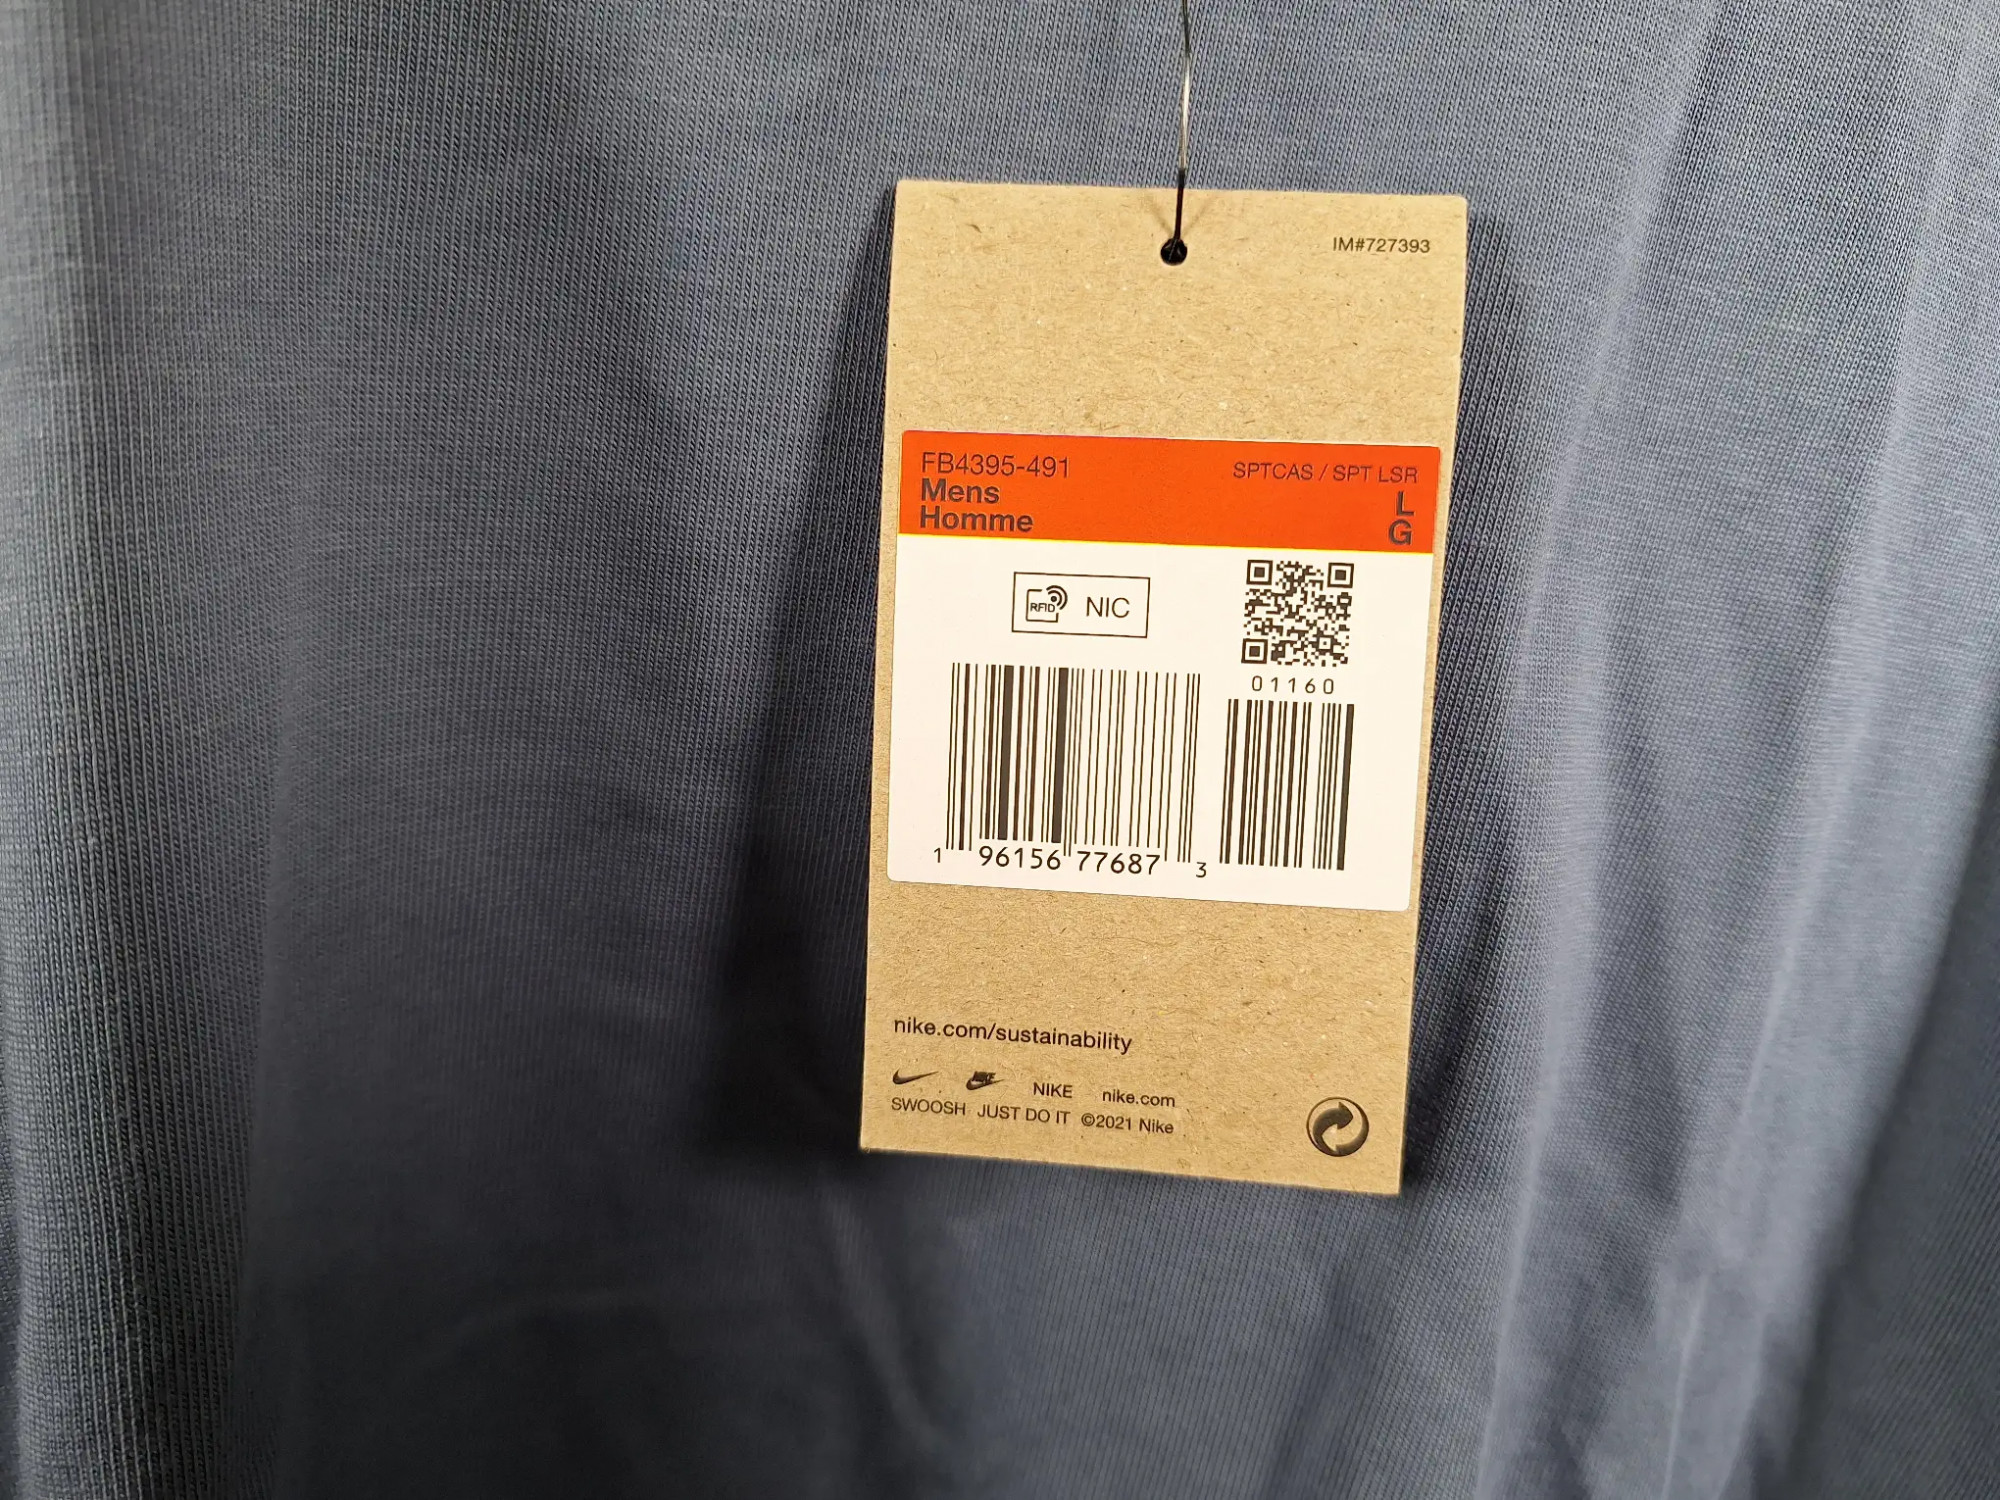 IM#727393
FB4395-491
SPTCAS / SPT LSR
Mens
L
Homme
G
RFID NIC
01160
1 96156 77687 3
nike.com/sustainability
NIKE nike.com
SWOOSH JUST DO IT ©2021 Nike